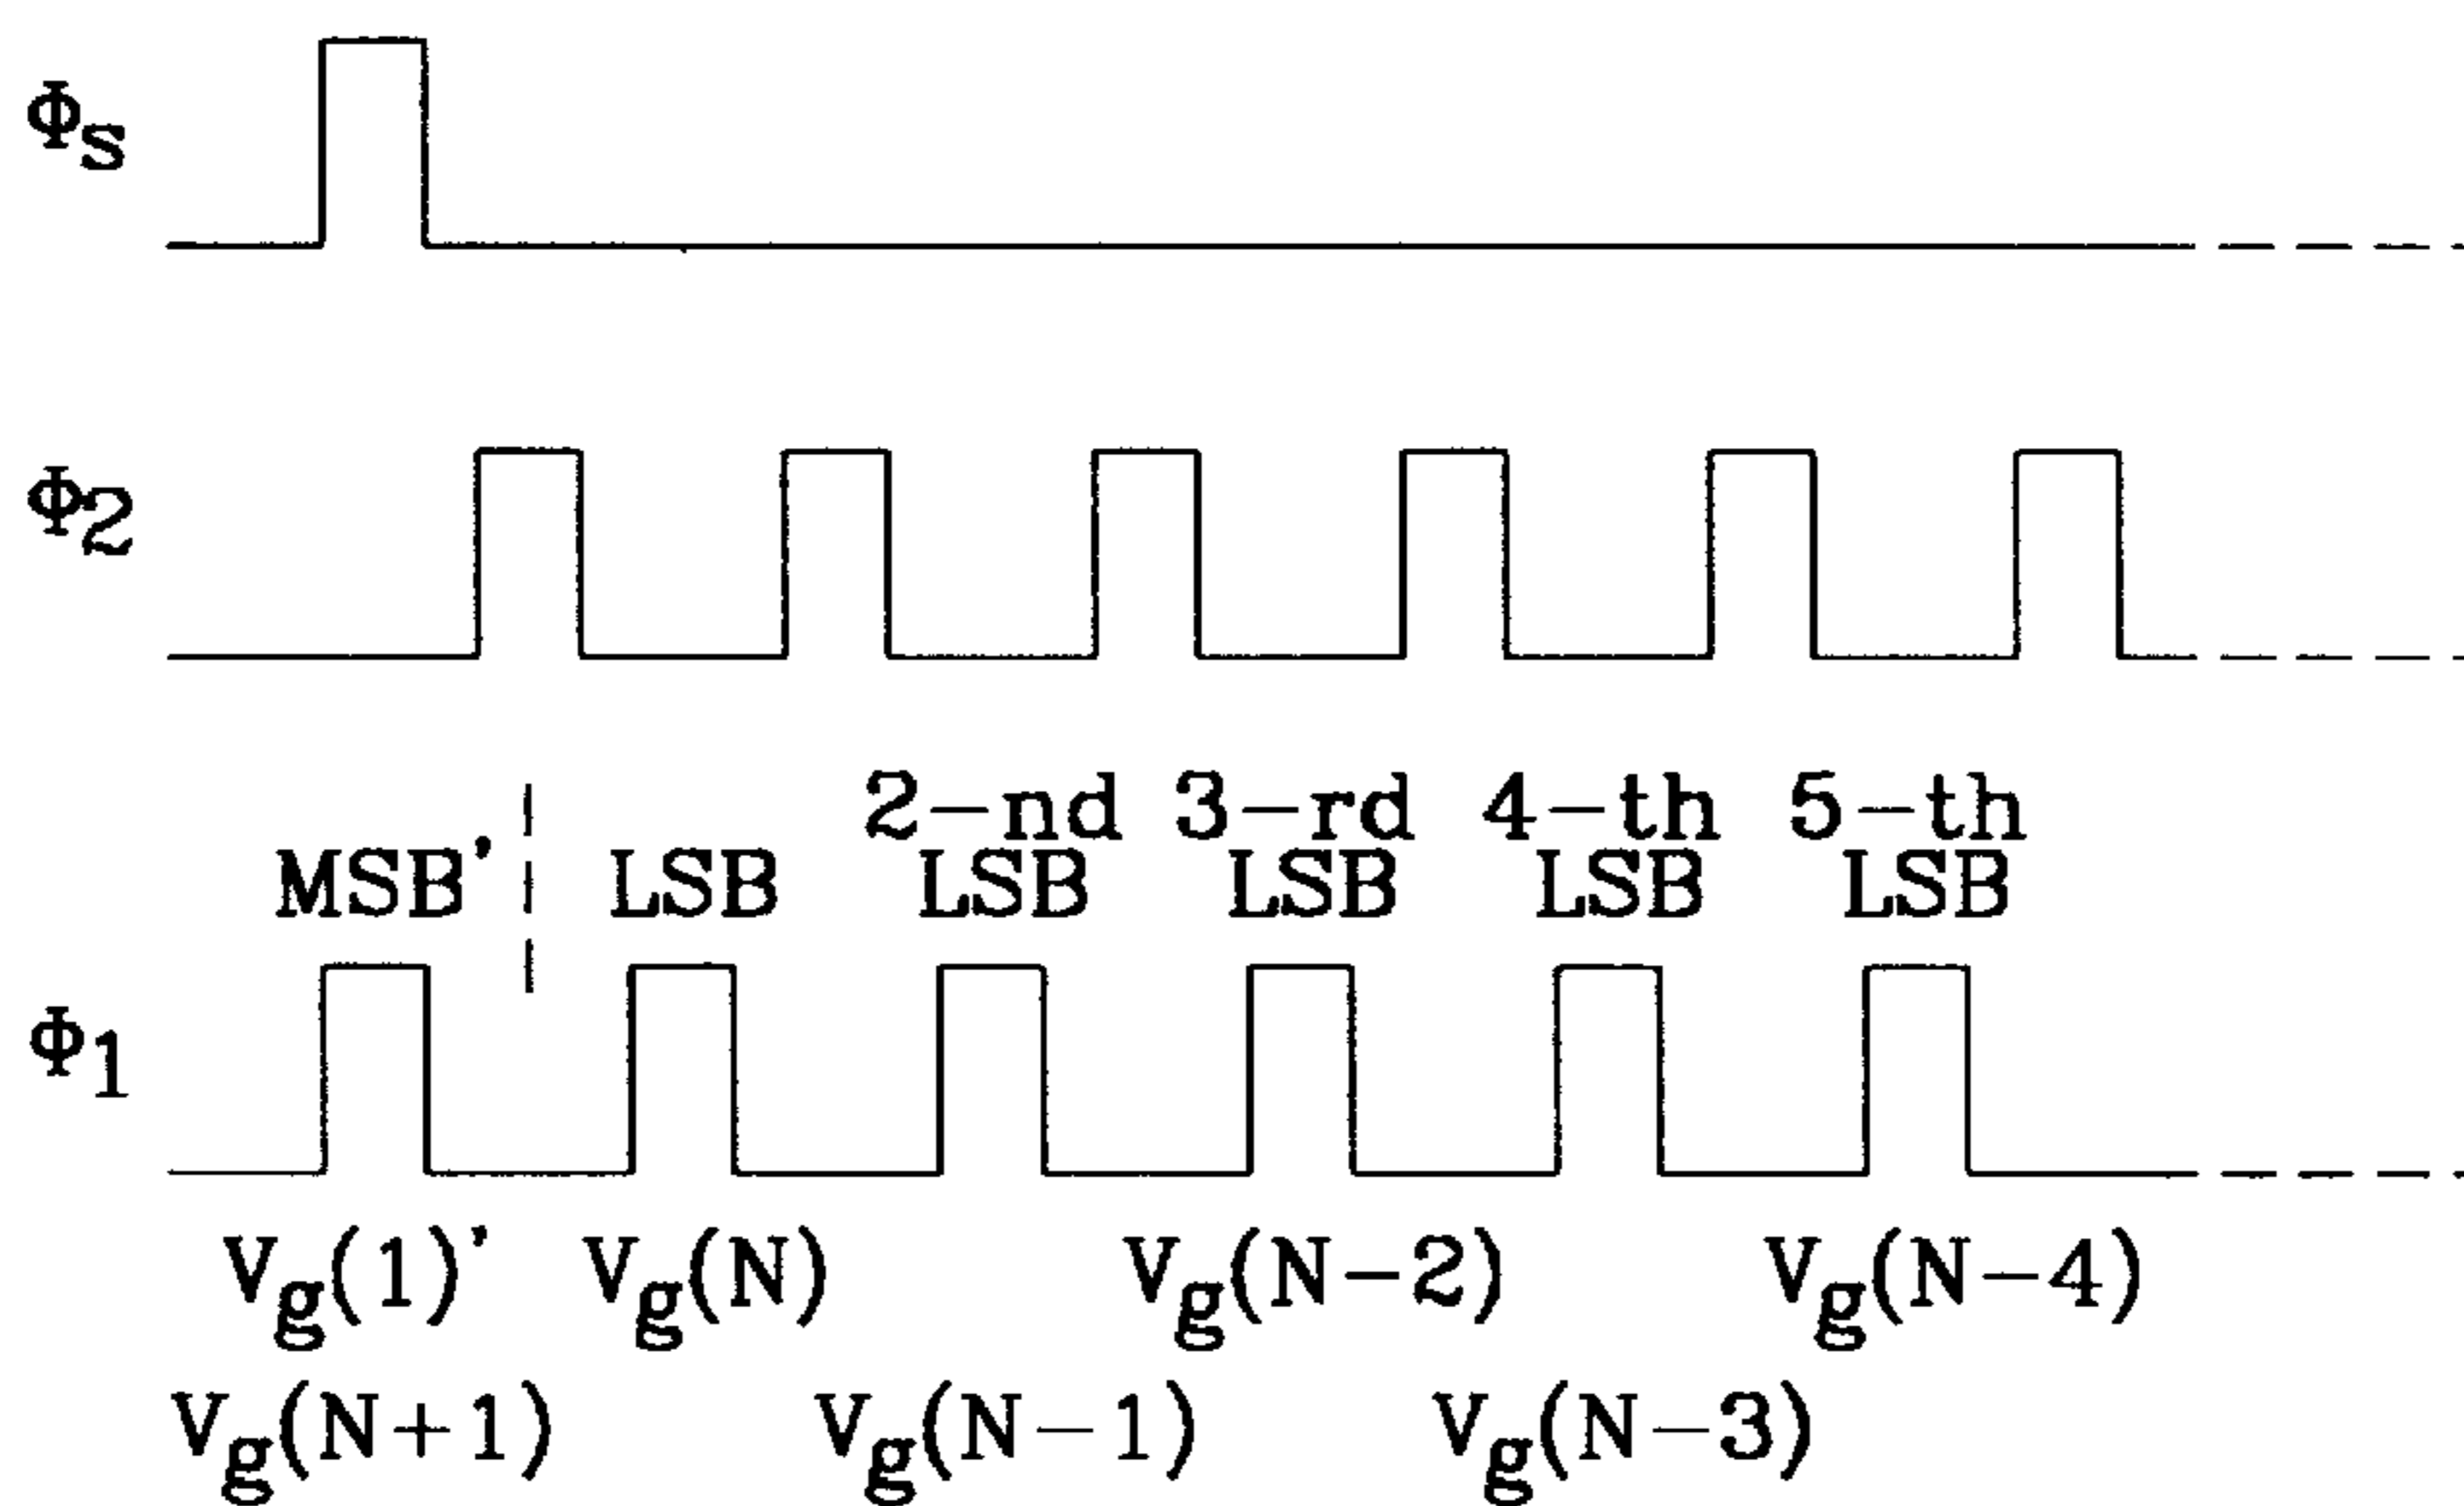 Φs
Φ2
2-nd 3-rd 4-th 5-th
MSB' LSB LSB LSB LSB LSB
Φ1
Vg(1)' Vg(N) Vg(N-2) Vg(N-4)
Vg(N+1) Vg(N-1) Vg(N-3)